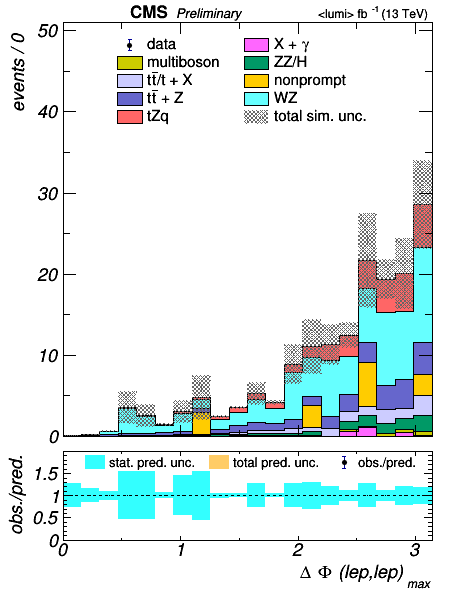 CMS Preliminary <lumi> fb -1 (13 TeV)
events / 0
50
40
30
20
10
0
data
multiboson
tt̅/t + X
tt̅ + Z
tZq
X + γ
ZZ/H
nonprompt
WZ
total sim. unc.
obs./pred.
1.5
1
0.5
0
stat. pred. unc. total pred. unc. obs./pred.
0 1 2 3
Δ Φ (lep,lep) max